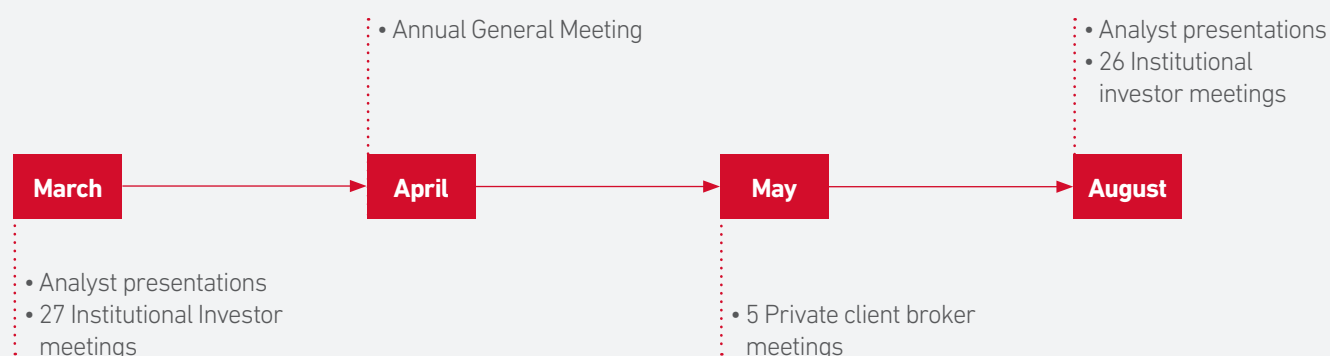 • Annual General Meeting
• Analyst presentations
• 26 Institutional
investor meetings
March
April
May
August
• Analyst presentations
• 27 Institutional Investor
meetings
• 5 Private client broker
meetings